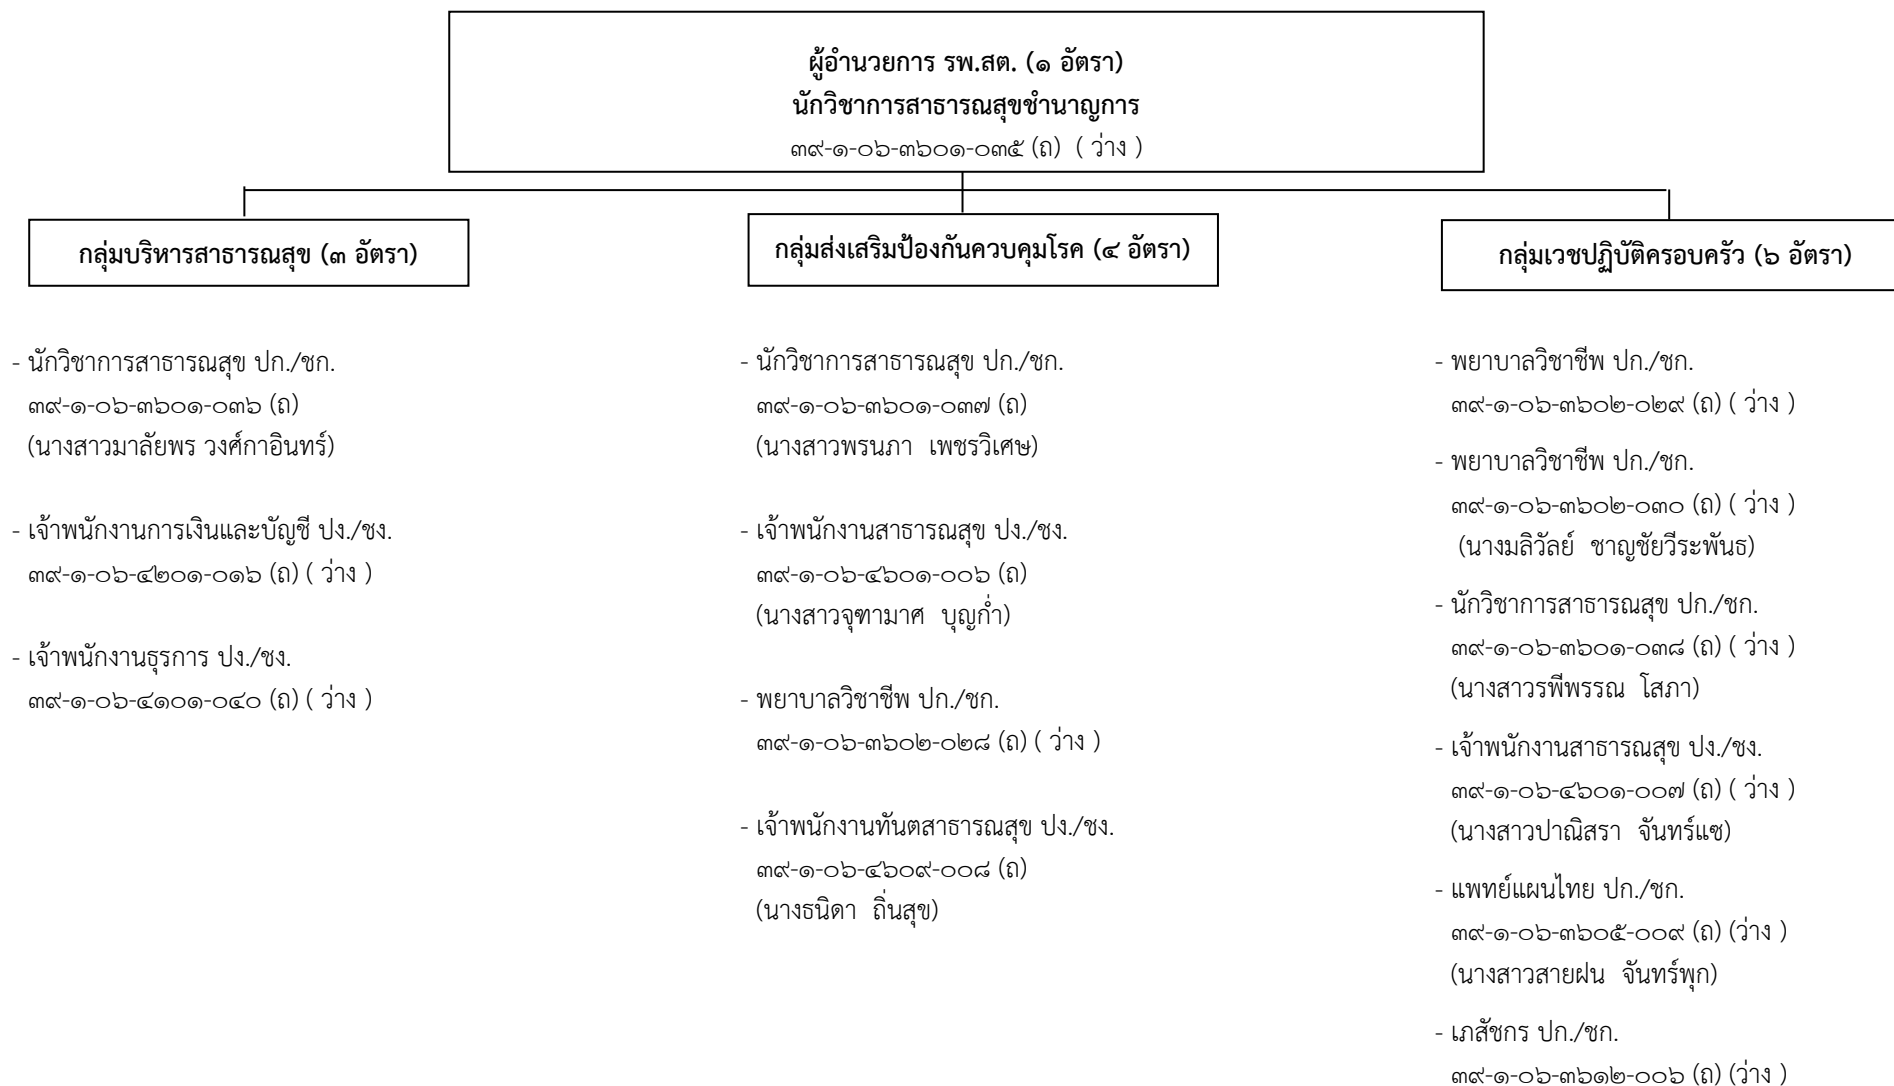 ผู้อำนวยการ รพ.สต. (๑ อัตรา)
นักวิชาการสาธารณสุขชำนาญการ
๓๙-๑-๐๖-๓๖๐๑-๐๓๕ (ถ) ( ว่าง )
กลุ่มบริหารสาธารณสุข (๓ อัตรา)
- นักวิชาการสาธารณสุข ปก./ชก.
๓๙-๑-๐๖-๓๖๐๑-๐๓๖ (ถ)
(นางสาวมาลัยพร วงศ์กาอินทร์)
- เจ้าพนักงานการเงินและบัญชี ปง./ชง.
๓๙-๑-๐๖-๔๒๐๑-๐๑๖ (ถ) ( ว่าง )
- เจ้าพนักงานธุรการ ปง./ชง.
๓๙-๑-๐๖-๔๑๐๑-๐๔๐ (ถ) ( ว่าง )
กลุ่มส่งเสริมป้องกันควบคุมโรค (๔ อัตรา)
- นักวิชาการสาธารณสุข ปก./ชก.
๓๙-๑-๐๖-๓๖๐๑-๐๓๗ (ถ)
(นางสาวพรนภา เพชรวิเศษ)
- เจ้าพนักงานสาธารณสุข ปง./ชง.
๓๙-๑-๐๖-๔๖๐๑-๐๐๖ (ถ)
(นางสาวจุฑามาศ บุญก่ำ)
- พยาบาลวิชาชีพ ปก./ชก.
๓๙-๑-๐๖-๓๖๐๒-๐๒๘ (ถ) ( ว่าง )
- เจ้าพนักงานทันตสาธารณสุข ปง./ชง.
๓๙-๑-๐๖-๔๖๐๙-๐๐๘ (ถ)
(นางธนิดา ถิ่นสุข)
กลุ่มเวชปฏิบัติครอบครัว (๖ อัตรา)
- พยาบาลวิชาชีพ ปก./ชก.
๓๙-๑-๐๖-๓๖๐๒-๐๒๙ (ถ) ( ว่าง )
- พยาบาลวิชาชีพ ปก./ชก.
๓๙-๑-๐๖-๓๖๐๒-๐๓๐ (ถ) ( ว่าง )
(นางมลิวัลย์ ชาญชัยวีระพันธ)
- นักวิชาการสาธารณสุข ปก./ชก.
๓๙-๑-๐๖-๓๖๐๑-๐๓๘ (ถ) ( ว่าง )
(นางสาวรพีพรรณ โสภา)
- เจ้าพนักงานสาธารณสุข ปง./ชง.
๓๙-๑-๐๖-๔๖๐๑-๐๐๗ (ถ) ( ว่าง )
(นางสาวปาณิสรา จันทร์แซ)
- แพทย์แผนไทย ปก./ชก.
๓๙-๑-๐๖-๓๖๐๕-๐๐๙ (ถ) (ว่าง )
(นางสาวสายฝน จันทร์พุก)
- เภสัชกร ปก./ชก.
๓๙-๑-๐๖-๓๖๑๒-๐๐๖ (ถ) (ว่าง )